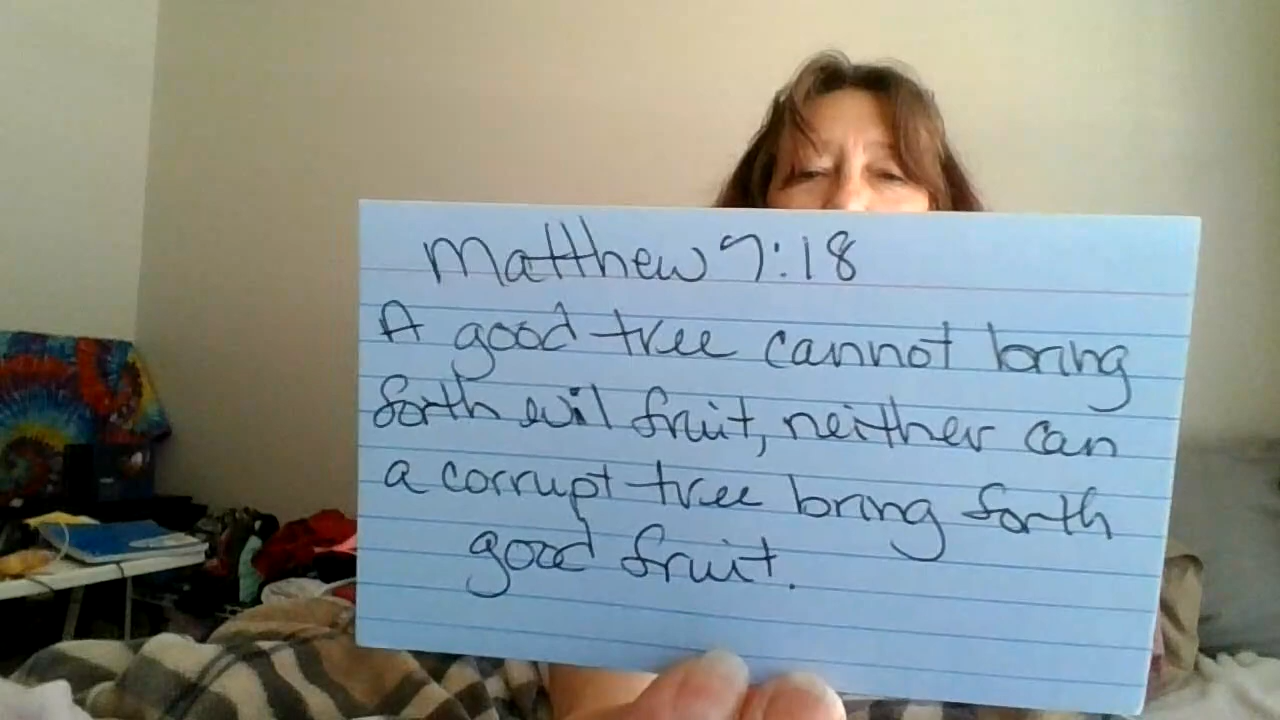 Matthew 7:18
A good tree cannot bring
forth evil fruit, neither can
a corrupt tree bring forth
good fruit.